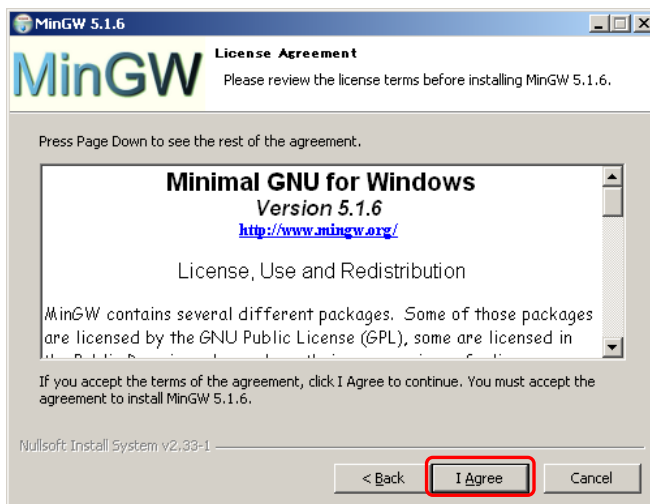 MinGW 5.1.6
MinGW
License Agreement
Please review the license terms before installing MinGW 5.1.6.
Press Page Down to see the rest of the agreement.
Minimal GNU for Windows
Version 5.1.6
http://www.mingw.org/
License, Use and Redistribution
MinGW contains several different packages. Some of those packages
are licensed by the GNU Public License (GPL), some are licensed in
If you accept the terms of the agreement, click I Agree to continue. You must accept the
agreement to install MinGW 5.1.6.
Nullsoft Install System v2.33-1
< Back
I Agree
Cancel